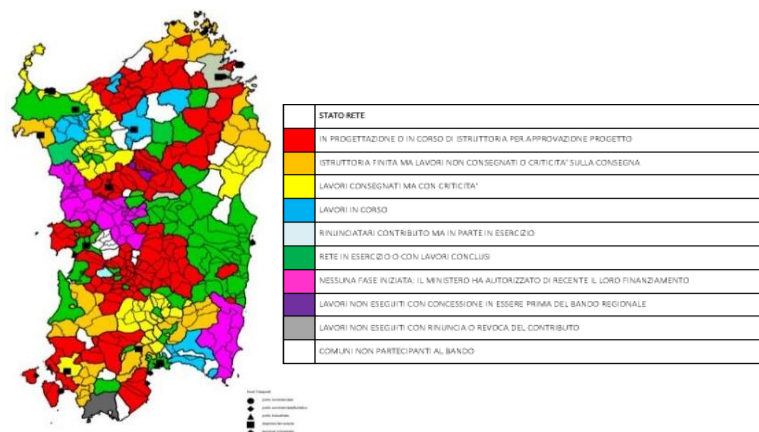 STATO RETE
IN PROGETTAZIONE O IN CORSO DI ISTRUTTORIA PER APPROVAZIONE PROGETTO
ISTRUTTORIA FINITA MA LAVORI NON CONSEGNATI O CRITICITA' SULLA CONSEGNA
LAVORI CONSEGNATI MA CON CRITICITA'
LAVORI IN CORSO
RINUNCIATARI CONTRIBUTO MA IN PARTE IN ESERCIZIO
RETE IN ESERCIZIO O CON LAVORI CONCLUSI
NESSUNA FASE INIZIATA: IL MINISTERO HA AUTORIZZATO DI RECENTE IL LORO FINANZIAMENTO
LAVORI NON ESEGUITI CON CONCESSIONE IN ESSERE PRIMA DEL BANDO REGIONALE
LAVORI NON ESEGUITI CON RINUNCIA O REVOCA DEL CONTRIBUTO
COMUNI NON PARTECIPANTI AL BANDO